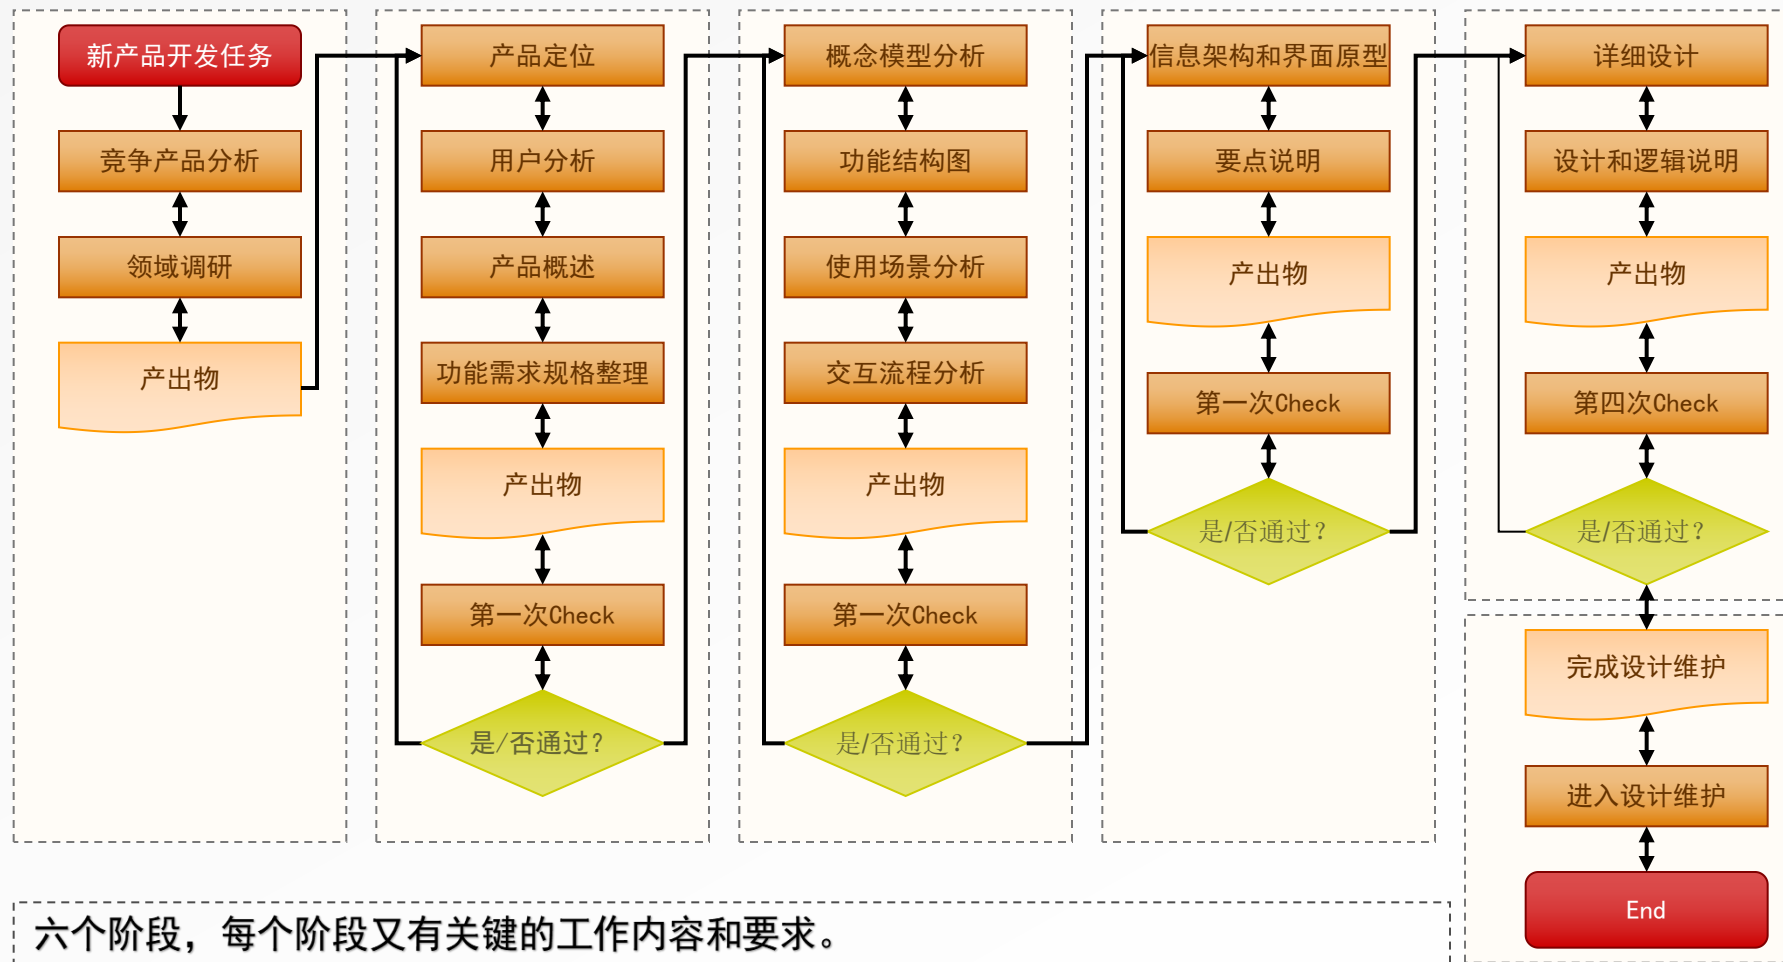 新产品开发任务
竞争产品分析
领域调研
产出物
产品定位
用户分析
产品概述
功能需求规格整理
产出物
第一次Check
是/否通过?
概念模型分析
功能结构图
使用场景分析
交互流程分析
产出物
第一次Check
是/否通过?
信息架构和界面原型
要点说明
产出物
第一次Check
是/否通过?
详细设计
设计和逻辑说明
产出物
第四次Check
是/否通过?
完成设计维护
进入设计维护
End
六个阶段，每个阶段又有关键的工作内容和要求。